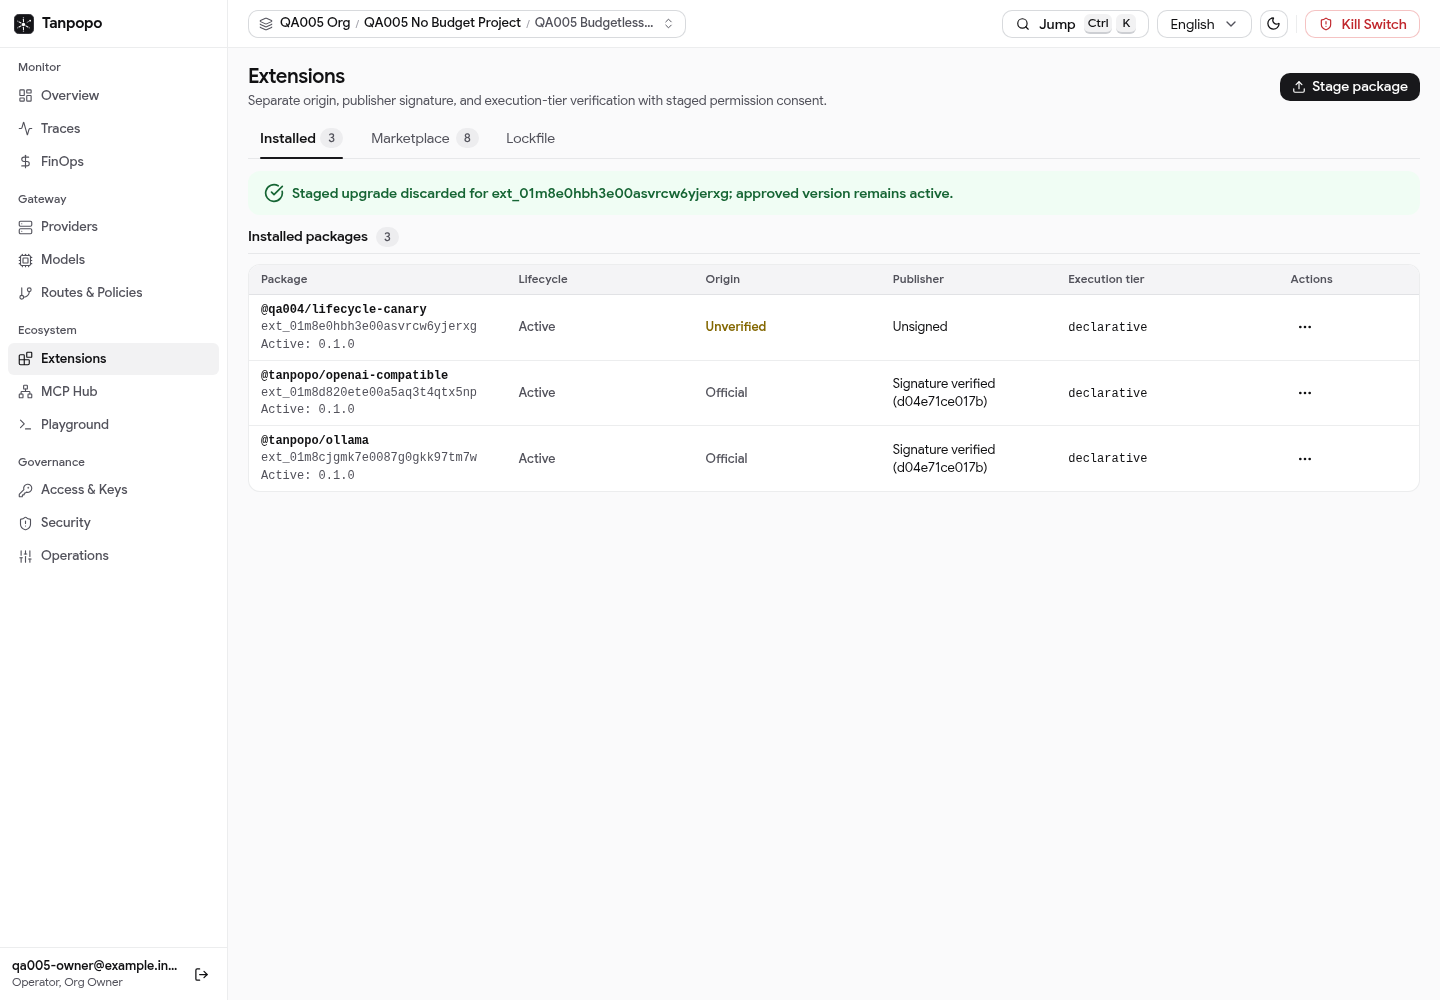 Tanpopo
QA005 Org / QA005 No Budget Project / QA005 Budgetless...
Jump Ctrl K
English
Kill Switch
Monitor
Overview
Traces
FinOps
Gateway
Providers
Models
Routes & Policies
Ecosystem
Extensions
MCP Hub
Playground
Governance
Access & Keys
Security
Operations
qa005-owner@example.in...
Operator, Org Owner
Extensions
Separate origin, publisher signature, and execution-tier verification with staged permission consent.
Stage package
Installed 3 Marketplace 8 Lockfile
Staged upgrade discarded for ext_01m8e0hbh3e00asvrcw6yjerxg; approved version remains active.
Installed packages 3
Package Lifecycle Origin Publisher Execution tier Actions
@qa004/lifecycle-canary
ext_01m8e0hbh3e00asvrcw6yjerxg
Active: 0.1.0
Active Unverified Unsigned declarative
@tanpopo/openai-compatible
ext_01m8d820ete00a5aq3t4qtx5np
Active: 0.1.0
Active Official Signature verified
(d04e71ce017b)
declarative
@tanpopo/ollama
ext_01m8cjgmk7e0087g0gkk97tm7w
Active: 0.1.0
Active Official Signature verified
(d04e71ce017b)
declarative